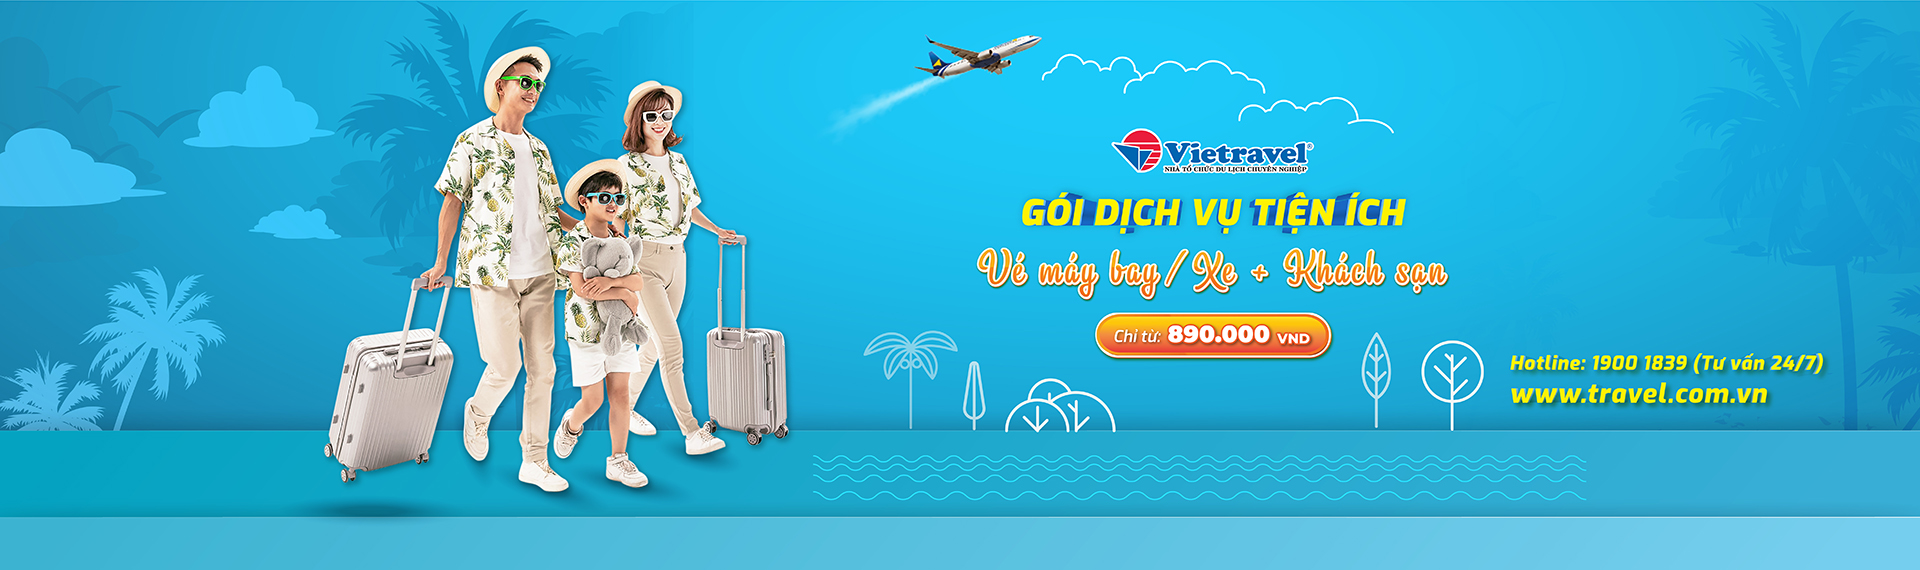 Vietravel®
NHÀ TỔ CHỨC DU LỊCH CHUYÊN NGHIỆP
GÓI DỊCH VỤ TIỆN ÍCH
Vé máy bay / Xe + Khách sạn
Chỉ từ: 890.000 VND
Hotline: 1900 1839 (Tư vấn 24/7)
www.travel.com.vn